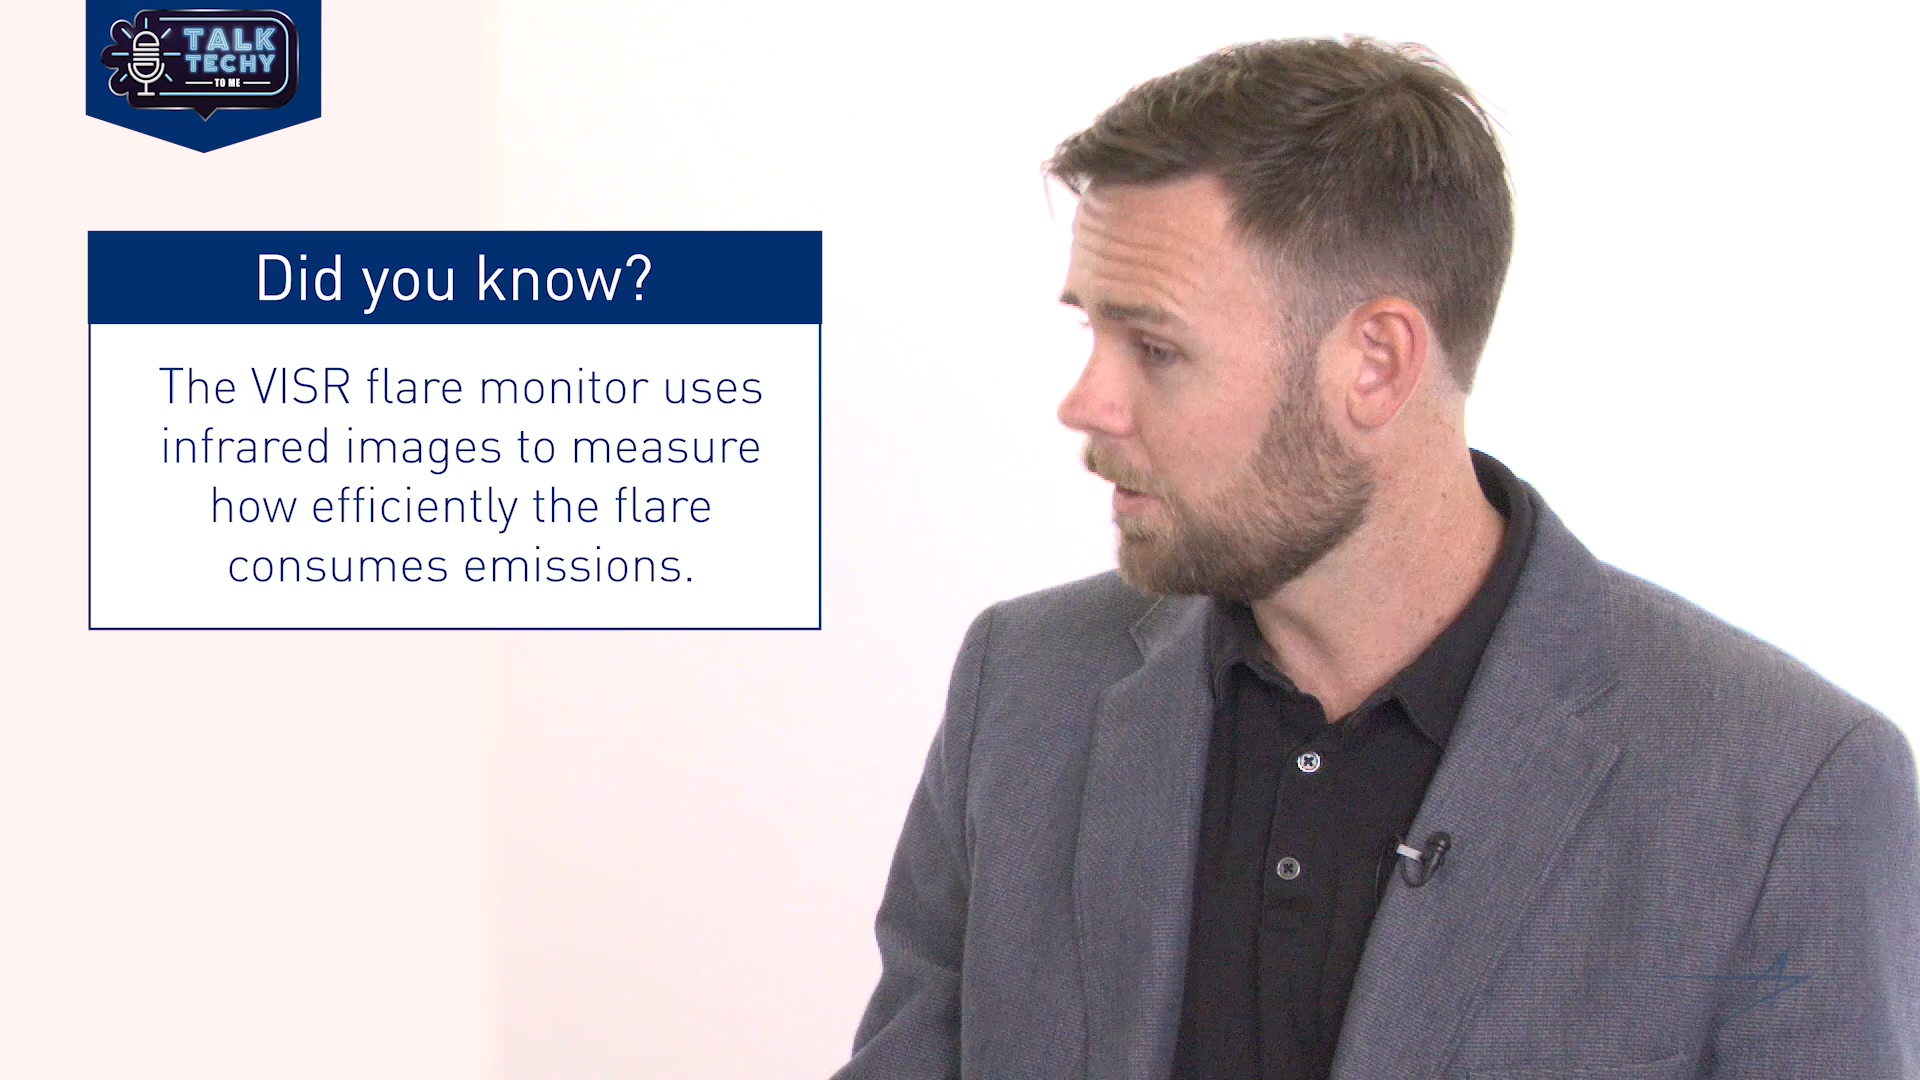 TALK
TECHY
TO ME
Did you know?
The VISR flare monitor uses
infrared images to measure
how efficiently the flare
consumes emissions.